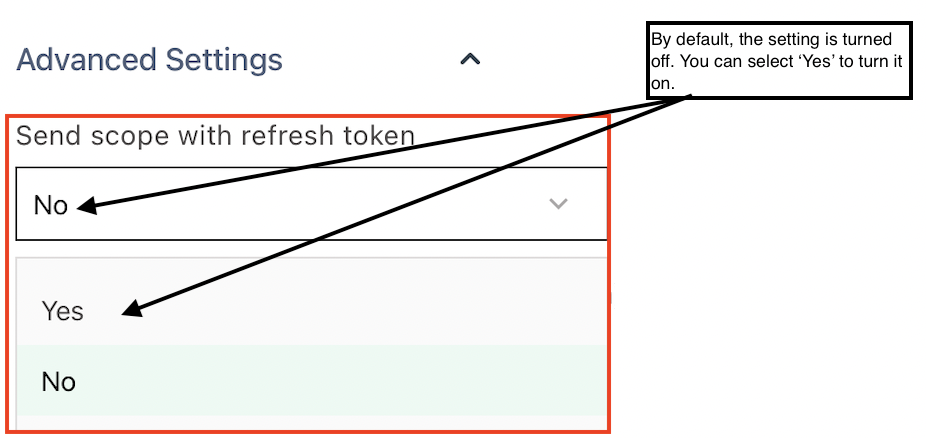 Advanced Settings
By default, the setting is turned
off. You can select ‘Yes’ to turn it
on.
Send scope with refresh token
No
Yes
No